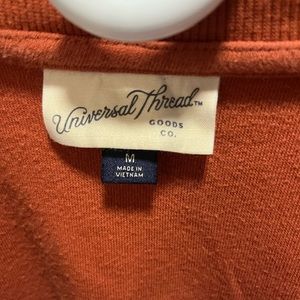 Universal Thread™
GOODS
CO.
M
MADE IN
VIETNAM